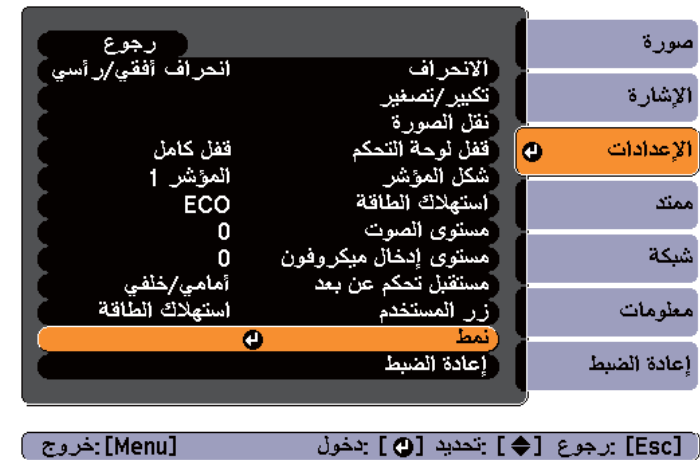 صورة
الإشارة
الإعدادات
ممتد
شبكة
معلومات
إعادة الضبط
رجوع
الانحراف انحراف أفقي/رأسي
تكبير/تصغير
نقل الصورة
قفل لوحة التحكم قفل كامل
شكل المؤشر المؤشر 1
استهلاك الطاقة ECO
مستوى الصوت 0
مستوى إدخال ميكروفون 0
مستقبل تحكم عن بعد أمامي/خلفي
زر المستخدم استهلاك الطاقة
نمط
إعادة الضبط
[Esc] :رجوع [♦] :تحديد [↵] :دخول [Menu] :خروج